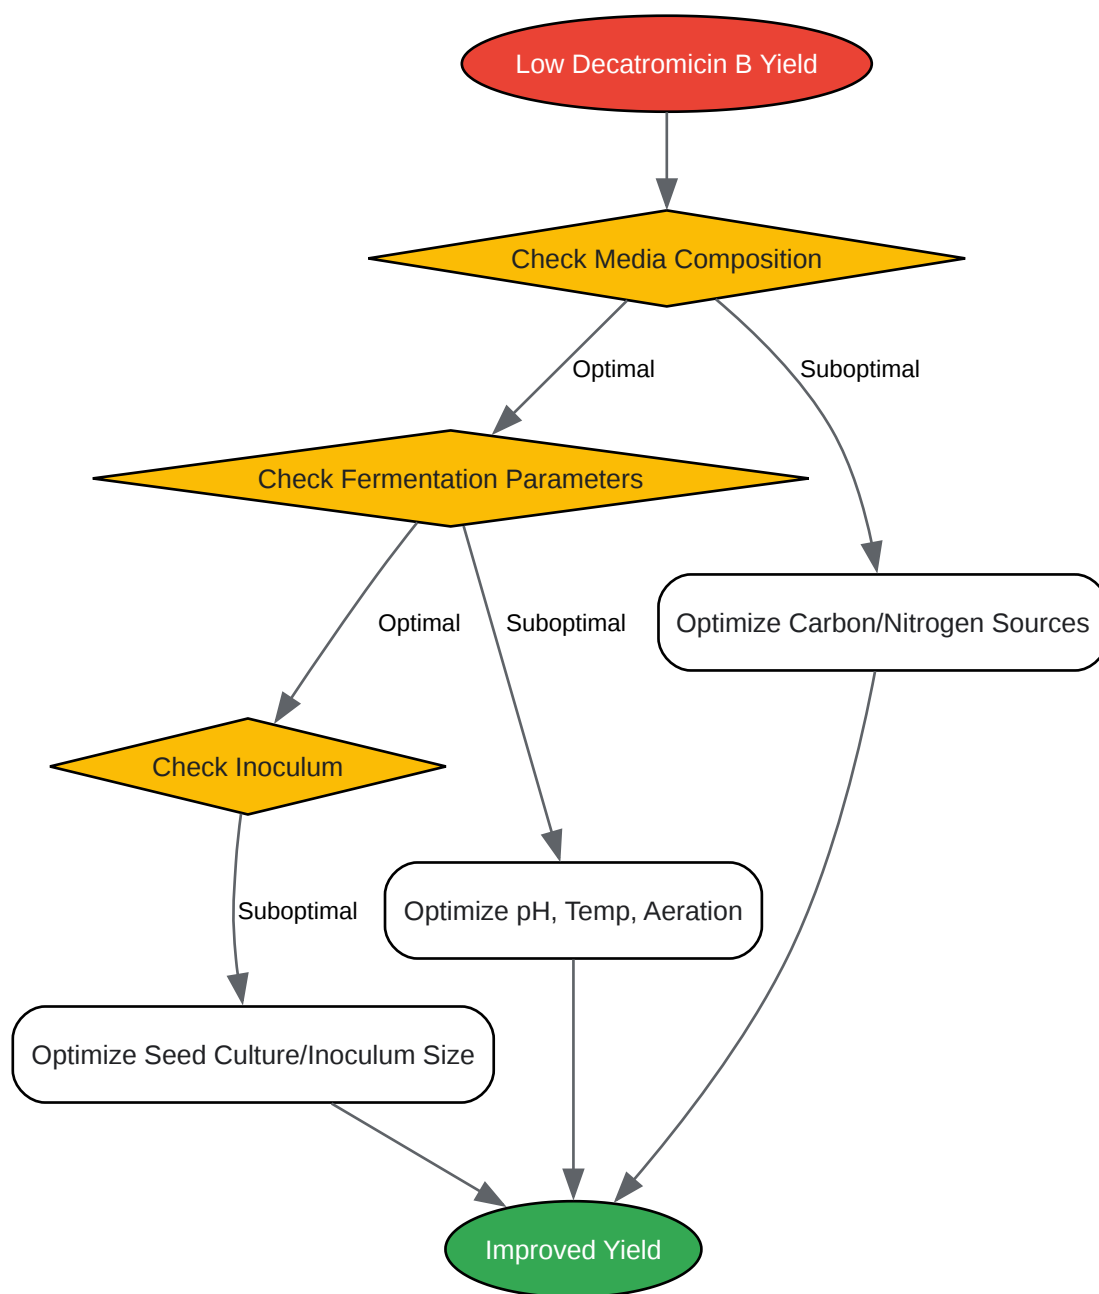 Low Decatromicin B Yield
Check Media Composition
Optimal
Suboptimal
Check Fermentation Parameters
Optimal
Suboptimal
Optimize Carbon/Nitrogen Sources
Check Inoculum
Suboptimal
Optimize pH, Temp, Aeration
Optimize Seed Culture/Inoculum Size
Improved Yield